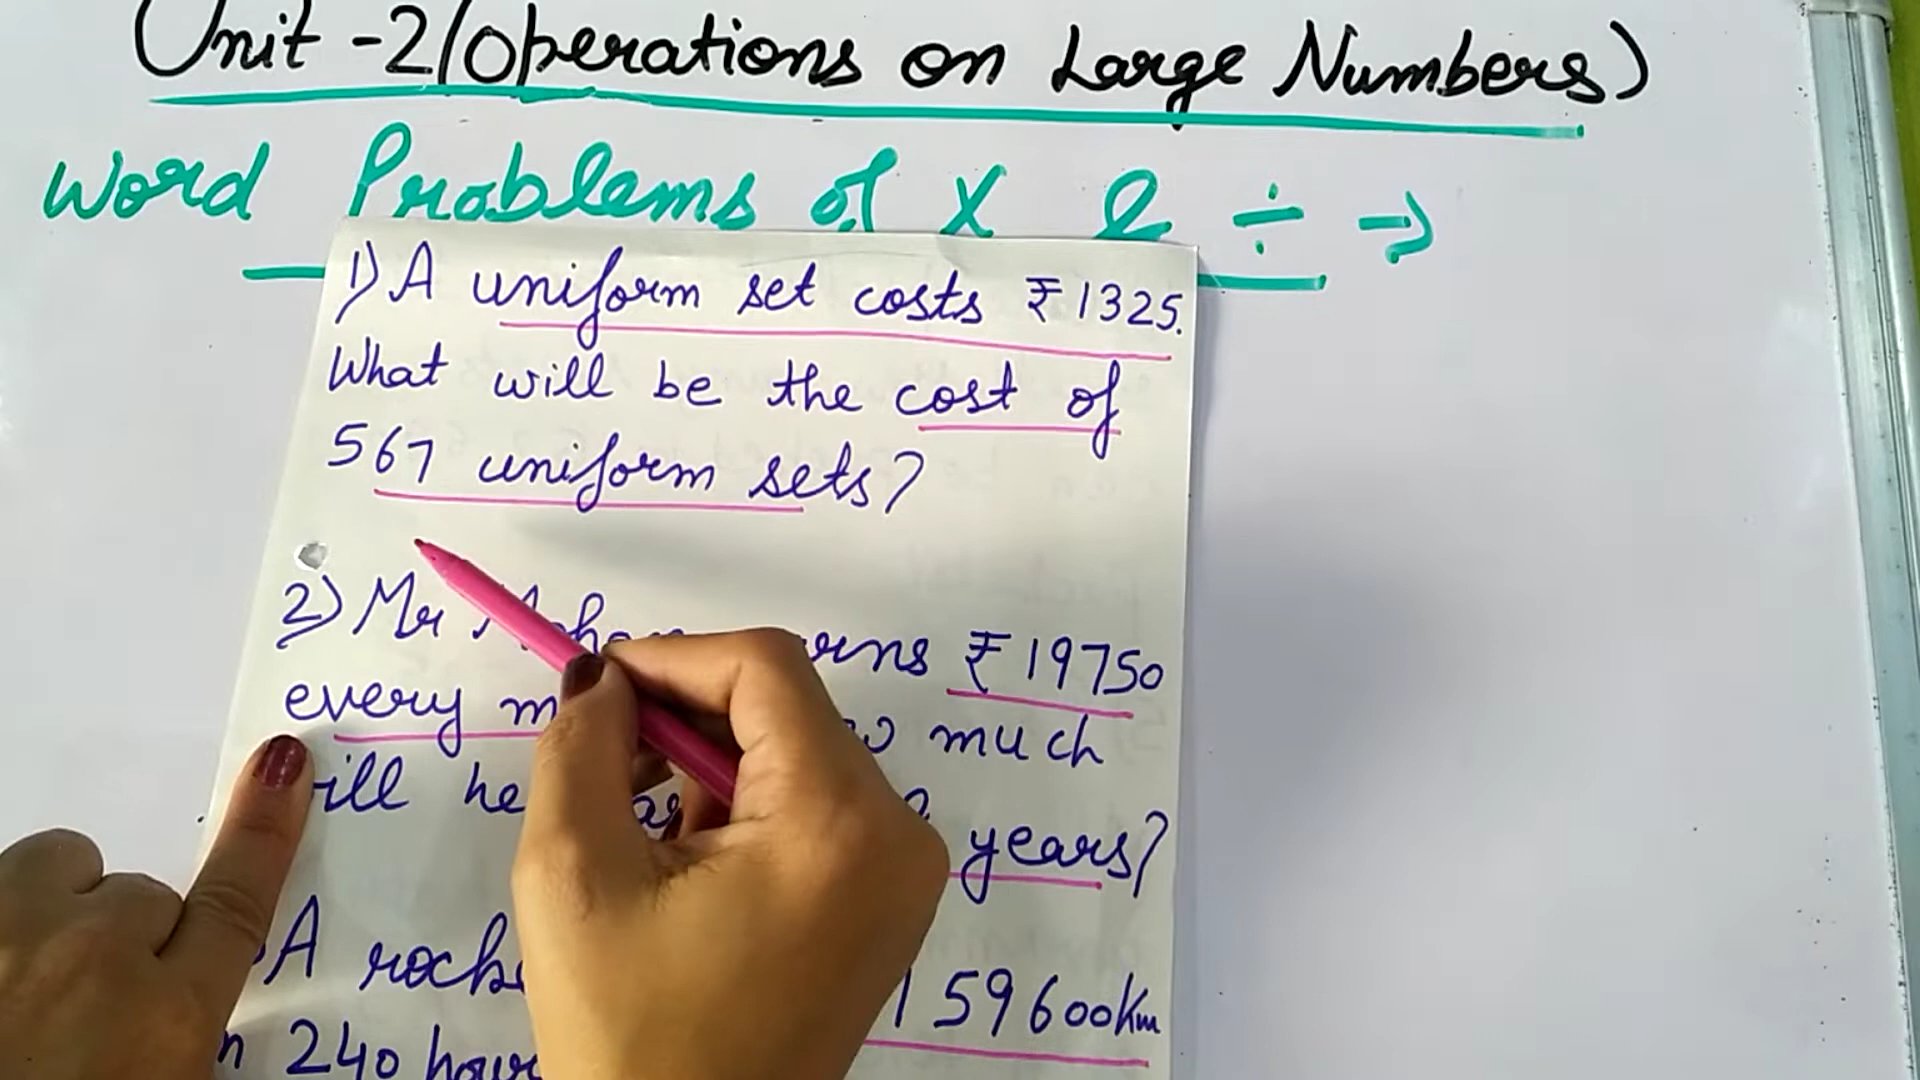 Unit -2 (Operations on Large Numbers)
Word Problems of X & ÷ →
1) A uniform set costs ₹ 1325.
What will be the cost of
567 uniform sets?
2) Mr ₹ 19750
every much
he years?
A 159600Km
240